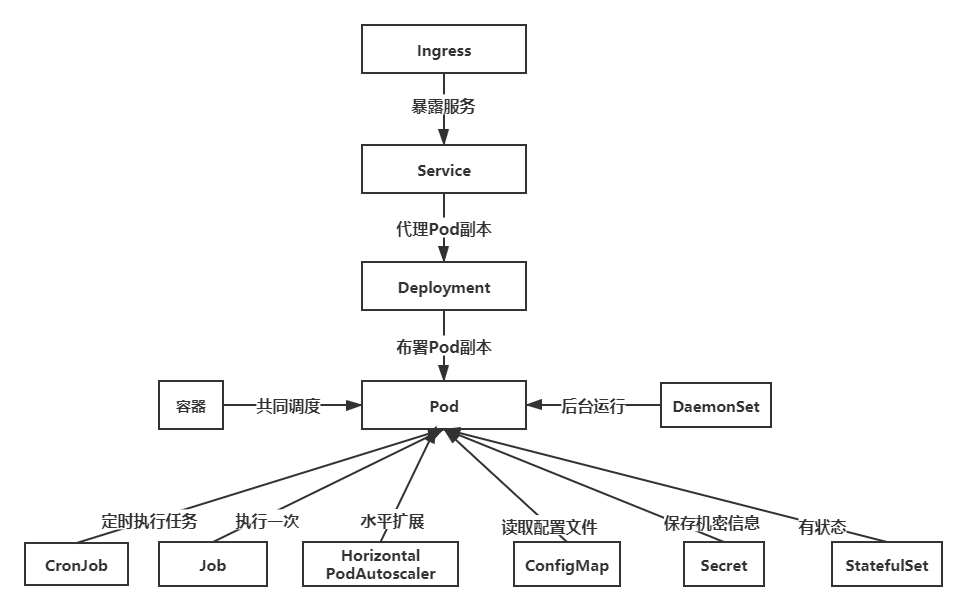 Ingress
暴露服务
Service
代理Pod副本
Deployment
布署Pod副本
容器
共同调度
Pod
后台运行
DaemonSet
定时执行任务
执行一次
水平扩展
读取配置文件
保存机密信息
有状态
CronJob
Job
Horizontal
PodAutoscaler
ConfigMap
Secret
StatefulSet